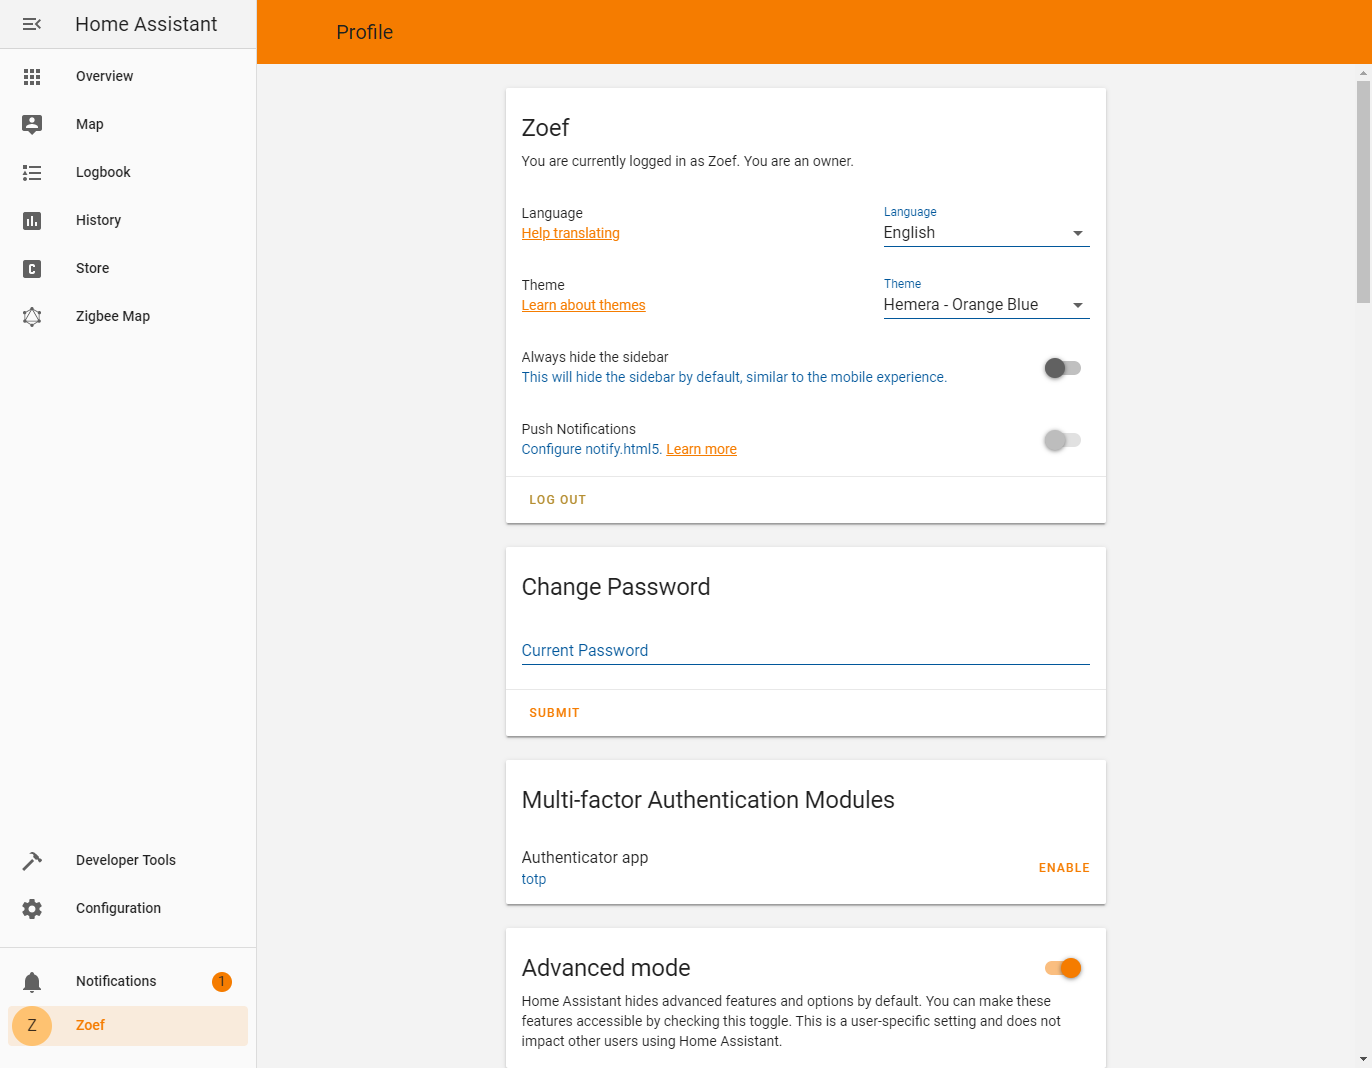 Home Assistant
Profile
Overview
Map
Logbook
History
C
Store
Zigbee Map
Developer Tools
Configuration
Notifications
1
Z
Zoef
Zoef
You are currently logged in as Zoef. You are an owner.
Language
Help translating
Language
English
Theme
Learn about themes
Theme
Hemera - Orange Blue
Always hide the sidebar
This will hide the sidebar by default, similar to the mobile experience.
Push Notifications
Configure notify.html5. Learn more
LOG OUT
Change Password
Current Password
SUBMIT
Multi-factor Authentication Modules
Authenticator app
totp
ENABLE
Advanced mode
Home Assistant hides advanced features and options by default. You can make these
features accessible by checking this toggle. This is a user-specific setting and does not
impact other users using Home Assistant.